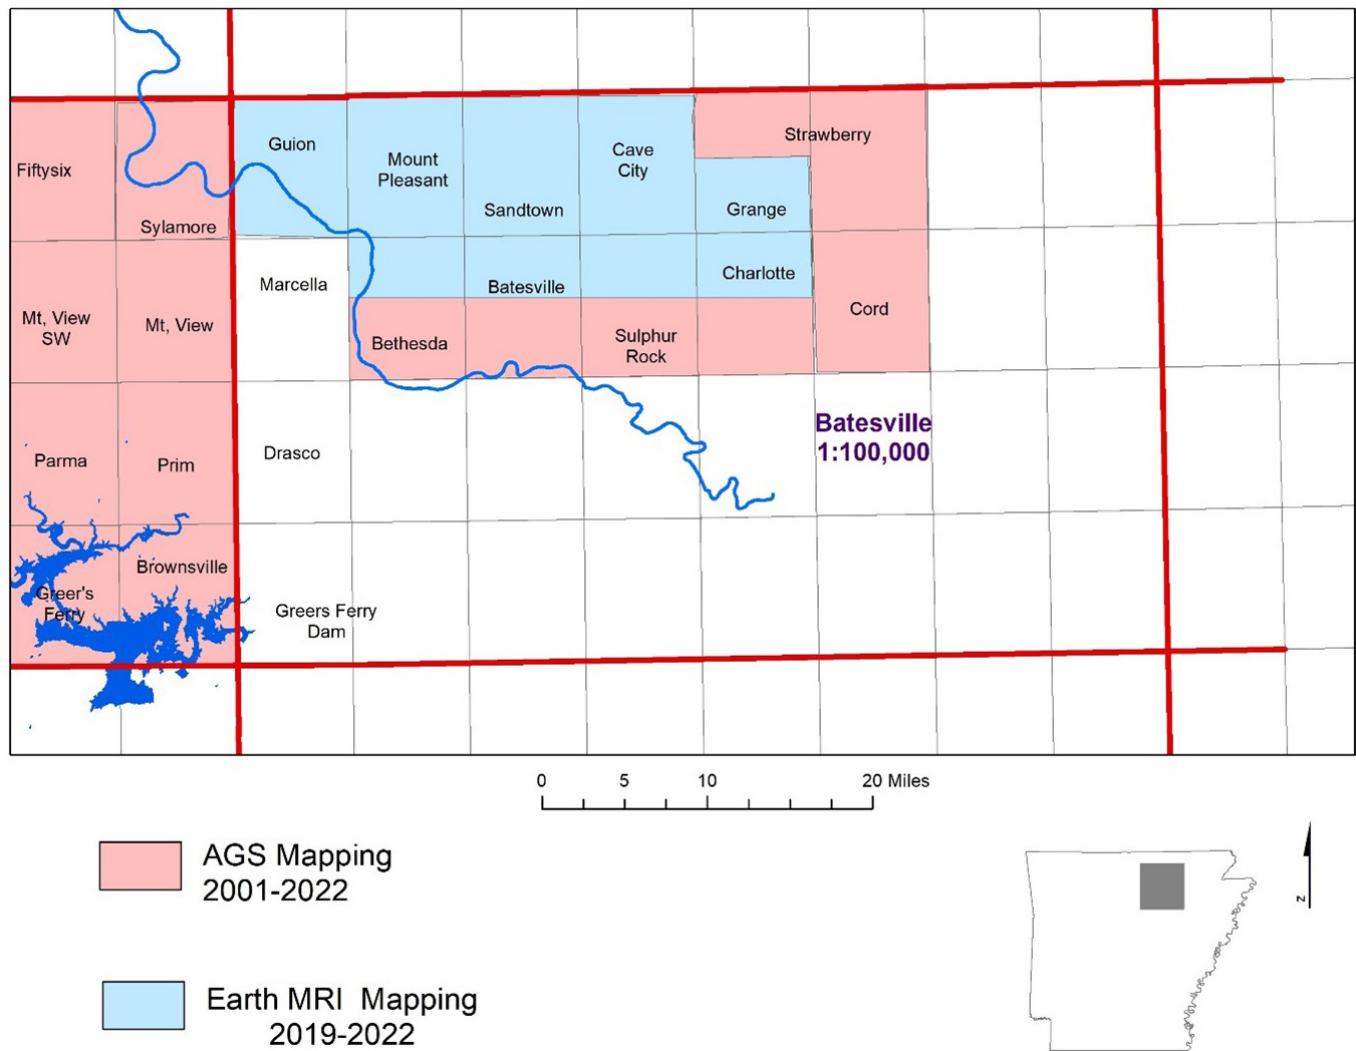 Guion
Mount
Pleasant
Cave
City
Strawberry
Fiftysix
Sandtown
Grange
Sylamore
Marcella
Batesville
Charlotte
Mt, View
SW
Mt, View
Bethesda
Sulphur
Rock
Cord
Batesville
1:100,000
Parma
Prim
Drasco
Brownsville
Greer's
Ferry
Greers Ferry
Dam
0 5 10 20 Miles
AGS Mapping
2001-2022
Earth MRI Mapping
2019-2022
N